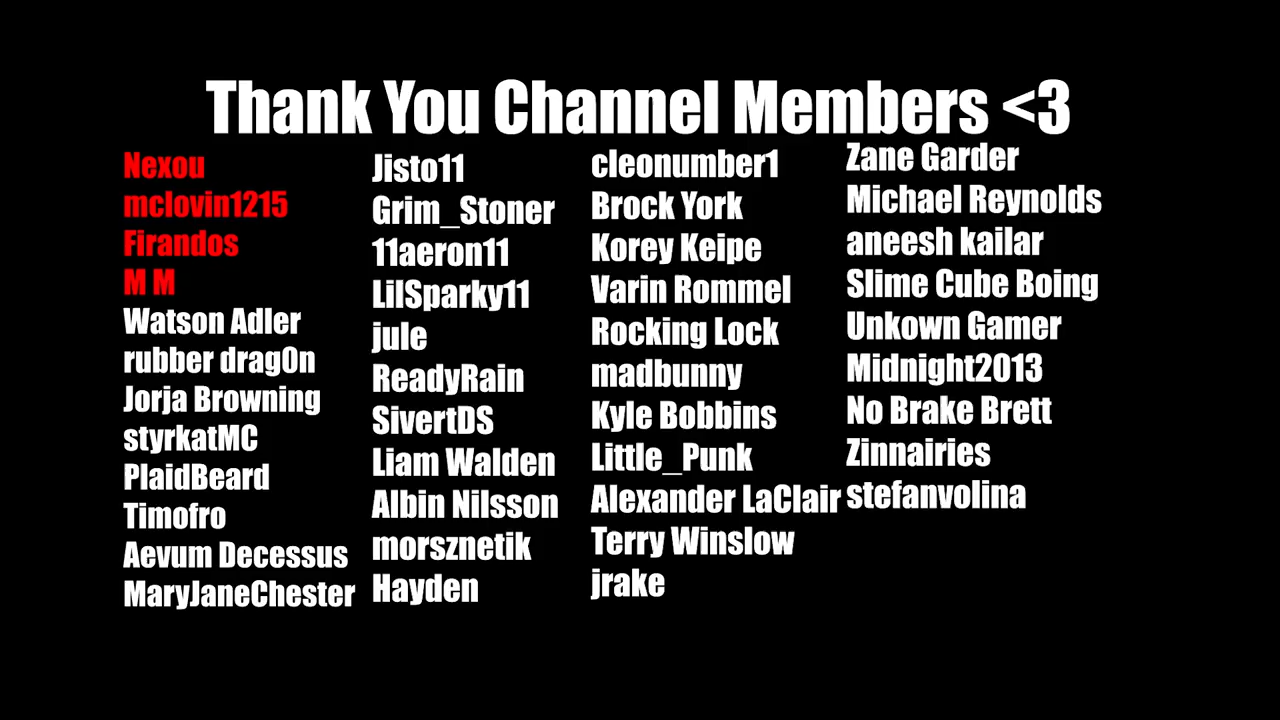 Thank You Channel Members <3
Nexou
mclovin1215
Firandos
M M
Watson Adler
rubber drag0n
Jorja Browning
styrkatMC
PlaidBeard
Timofro
Aevum Decessus
MaryJaneChester
Jisto11
Grim_Stoner
11aeron11
LilSparky11
jule
ReadyRain
SivertDS
Liam Walden
Albin Nilsson
morsznetik
Hayden
cleonumber1
Brock York
Korey Keipe
Varin Rommel
Rocking Lock
madbunny
Kyle Bobbins
Little_Punk
Alexander LaClair
Terry Winslow
jrake
Zane Garder
Michael Reynolds
aneesh kailar
Slime Cube Boing
Unkown Gamer
Midnight2013
No Brake Brett
Zinnairies
stefanvolina